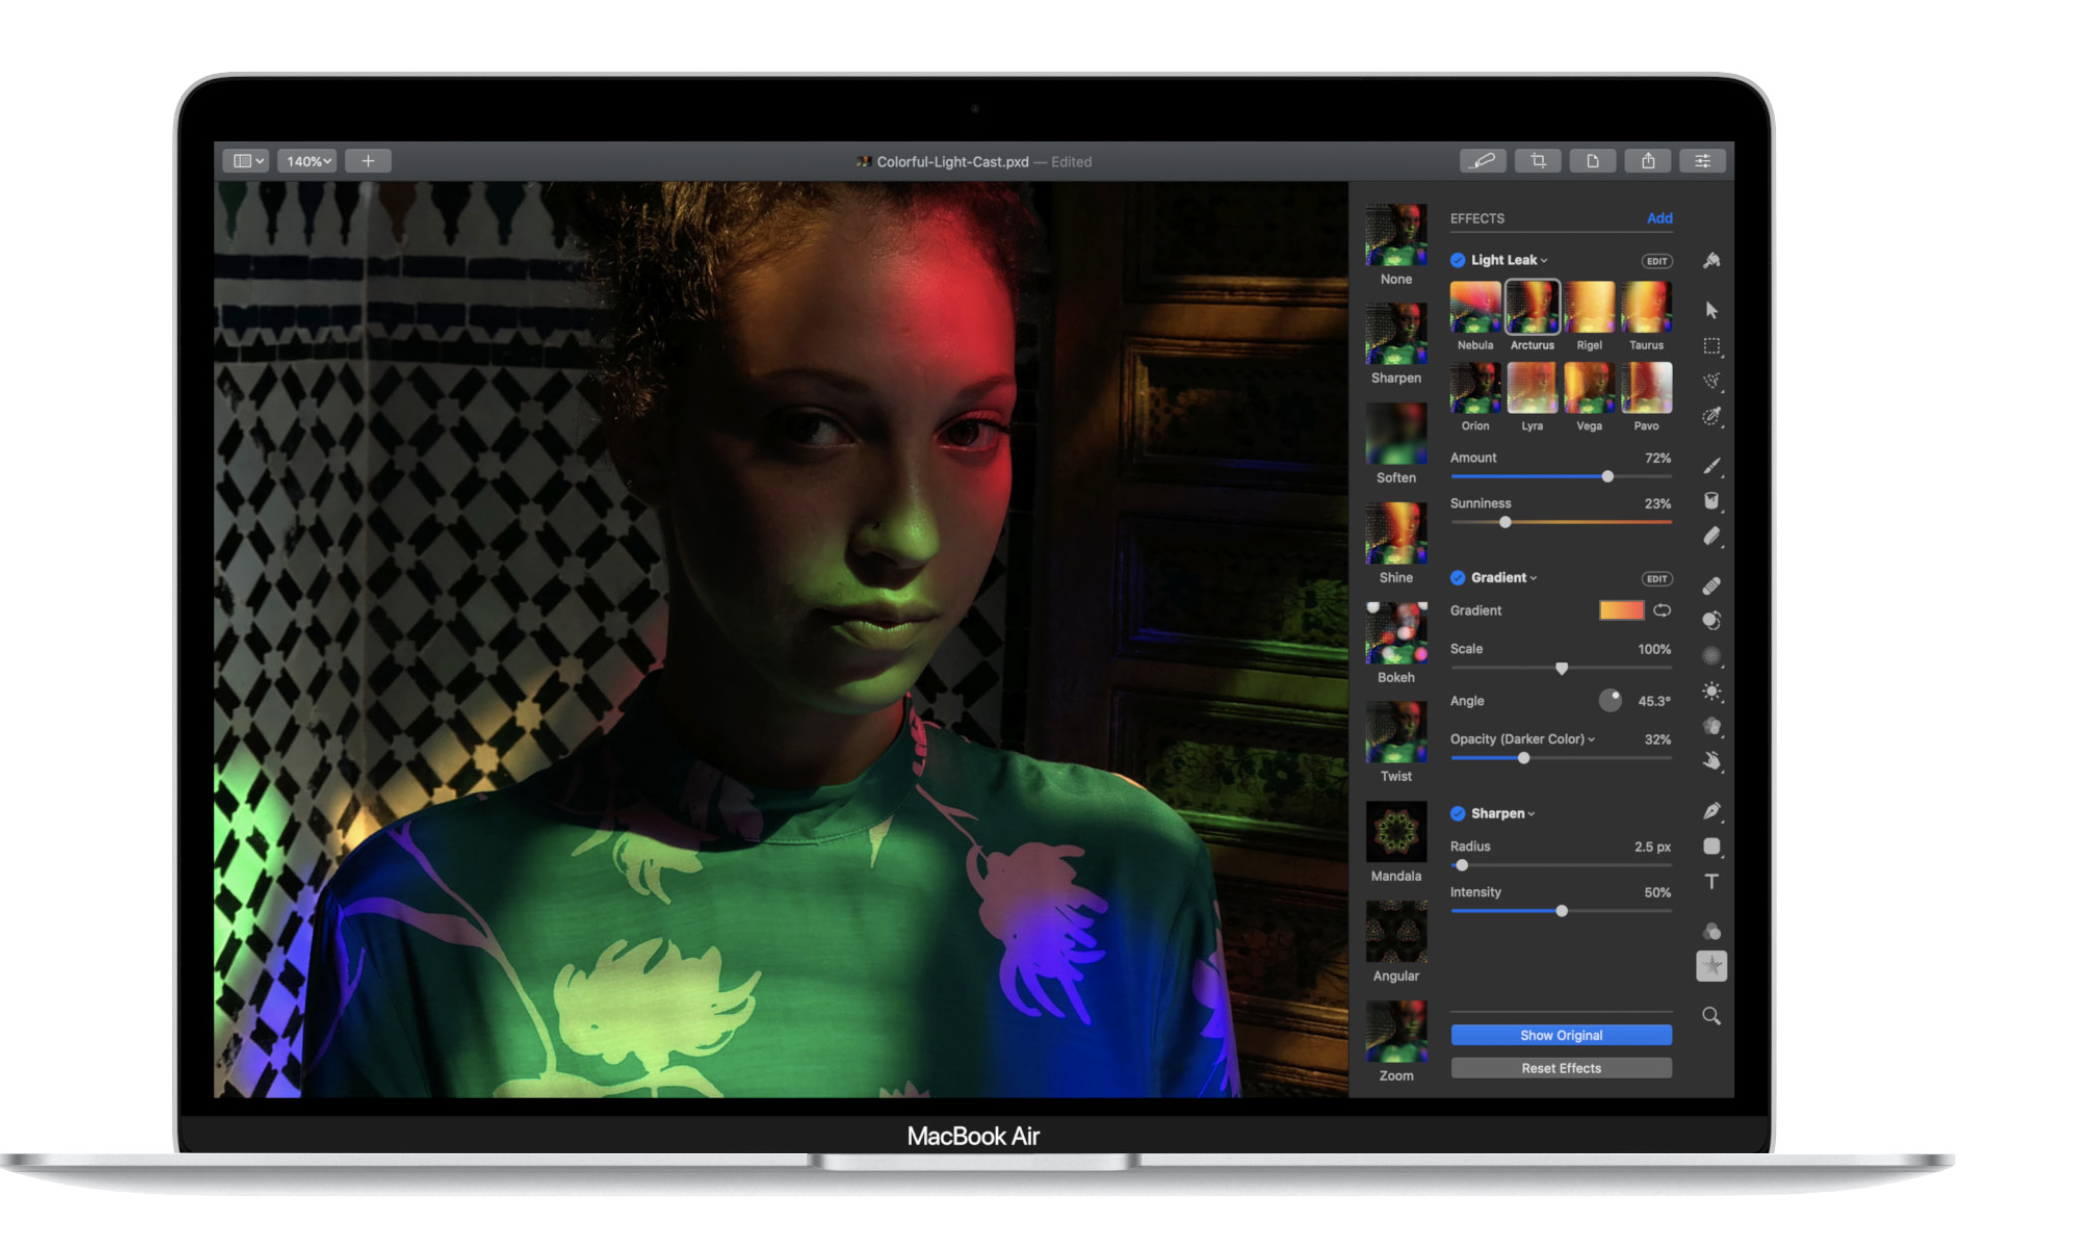 140%
Colorful-Light-Cast.pxd — Edited
None
Sharpen
Soften
Shine
Bokeh
Twist
Mandala
Angular
Zoom
EFFECTS Add
Light Leak EDIT
Nebula Arcturus Rigel Taurus
Orion Lyra Vega Pavo
Amount 72%
Sunniness 23%
Gradient EDIT
Gradient
Scale 100%
Angle 45.3°
Opacity (Darker Color) 32%
Sharpen
Radius 2.5 px
Intensity 50%
Show Original
Reset Effects
T
MacBook Air